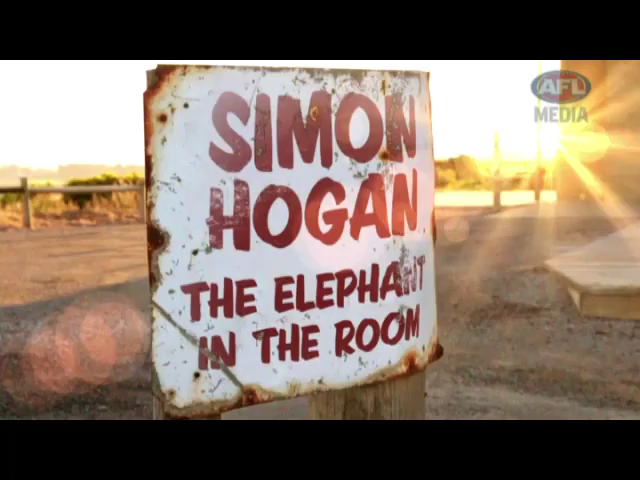 AFL
MEDIA
SIMON
HOGAN
THE ELEPHANT
IN THE ROOM